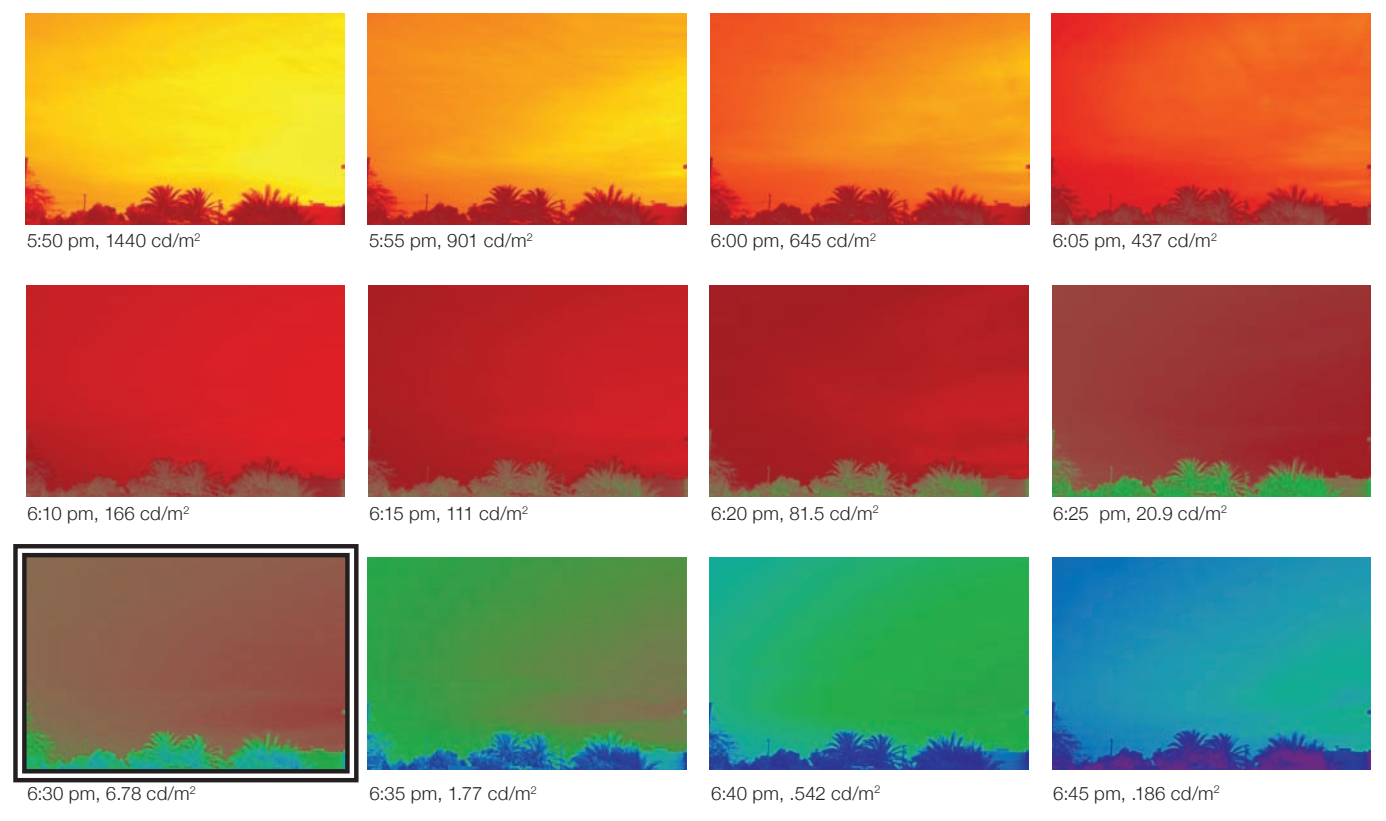 5:50 pm, 1440 cd/m²
5:55 pm, 901 cd/m²
6:00 pm, 645 cd/m²
6:05 pm, 437 cd/m²
6:10 pm, 166 cd/m²
6:15 pm, 111 cd/m²
6:20 pm, 81.5 cd/m²
6:25 pm, 20.9 cd/m²
6:30 pm, 6.78 cd/m²
6:35 pm, 1.77 cd/m²
6:40 pm, .542 cd/m²
6:45 pm, .186 cd/m²